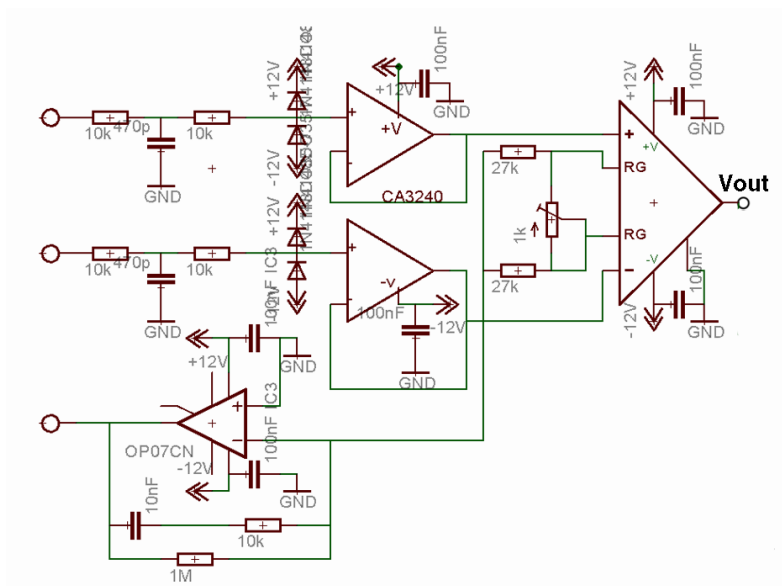 100nF
+12V
+12V
100nF
+12V
GND
GND
470p
10k
10k
+V
+
-
+
+V
RG
-12V
CA3240
27k
Vout
GND
+12V
1k
RG
470p
10k
10k
IC3
+
-
-v
27k
-V
-
100nF
100nF
100nF
-12V
-12V
-12V
GND
GND
GND
+12V
GND
IC3
+
-
OP07CN
100nF
-12V
10nF
GND
10k
1M